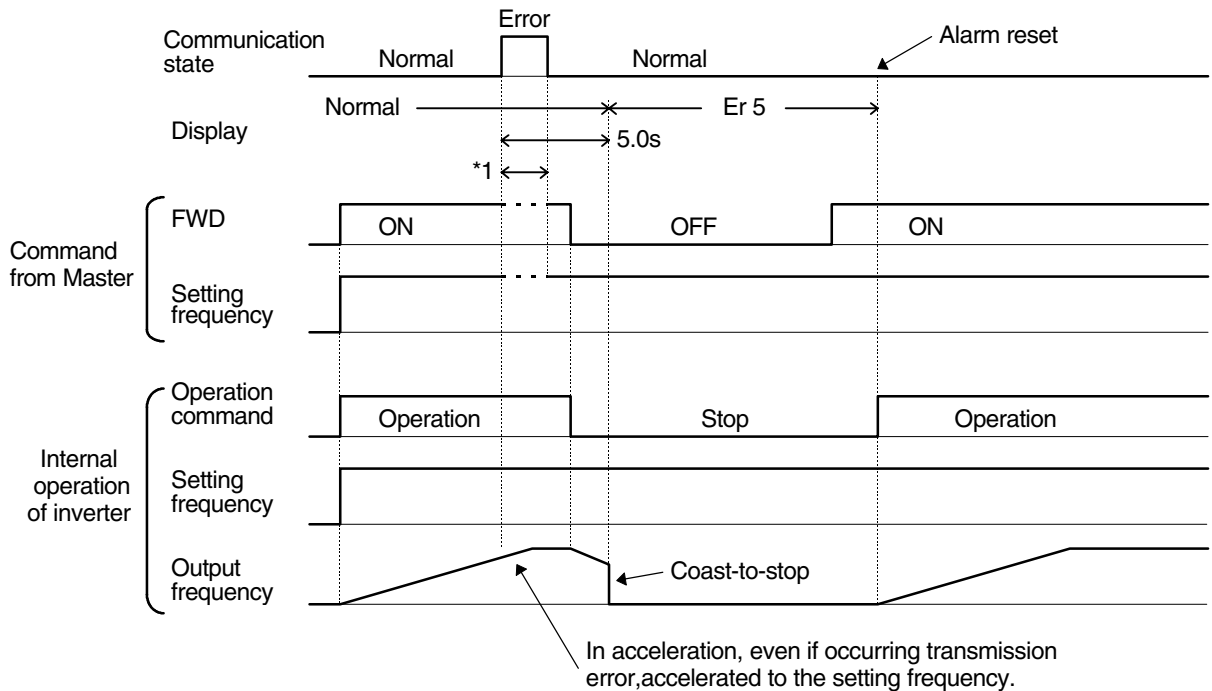 Error
Communication
state
Normal
Normal
Alarm reset
Display
Normal
Er 5
5.0s
*1
Command
from Master
FWD
ON
OFF
ON
Setting
frequency
Internal
operation
of inverter
Operation
command
Operation
Stop
Operation
Setting
frequency
Output
frequency
Coast-to-stop
In acceleration, even if occurring transmission
error,accelerated to the setting frequency.